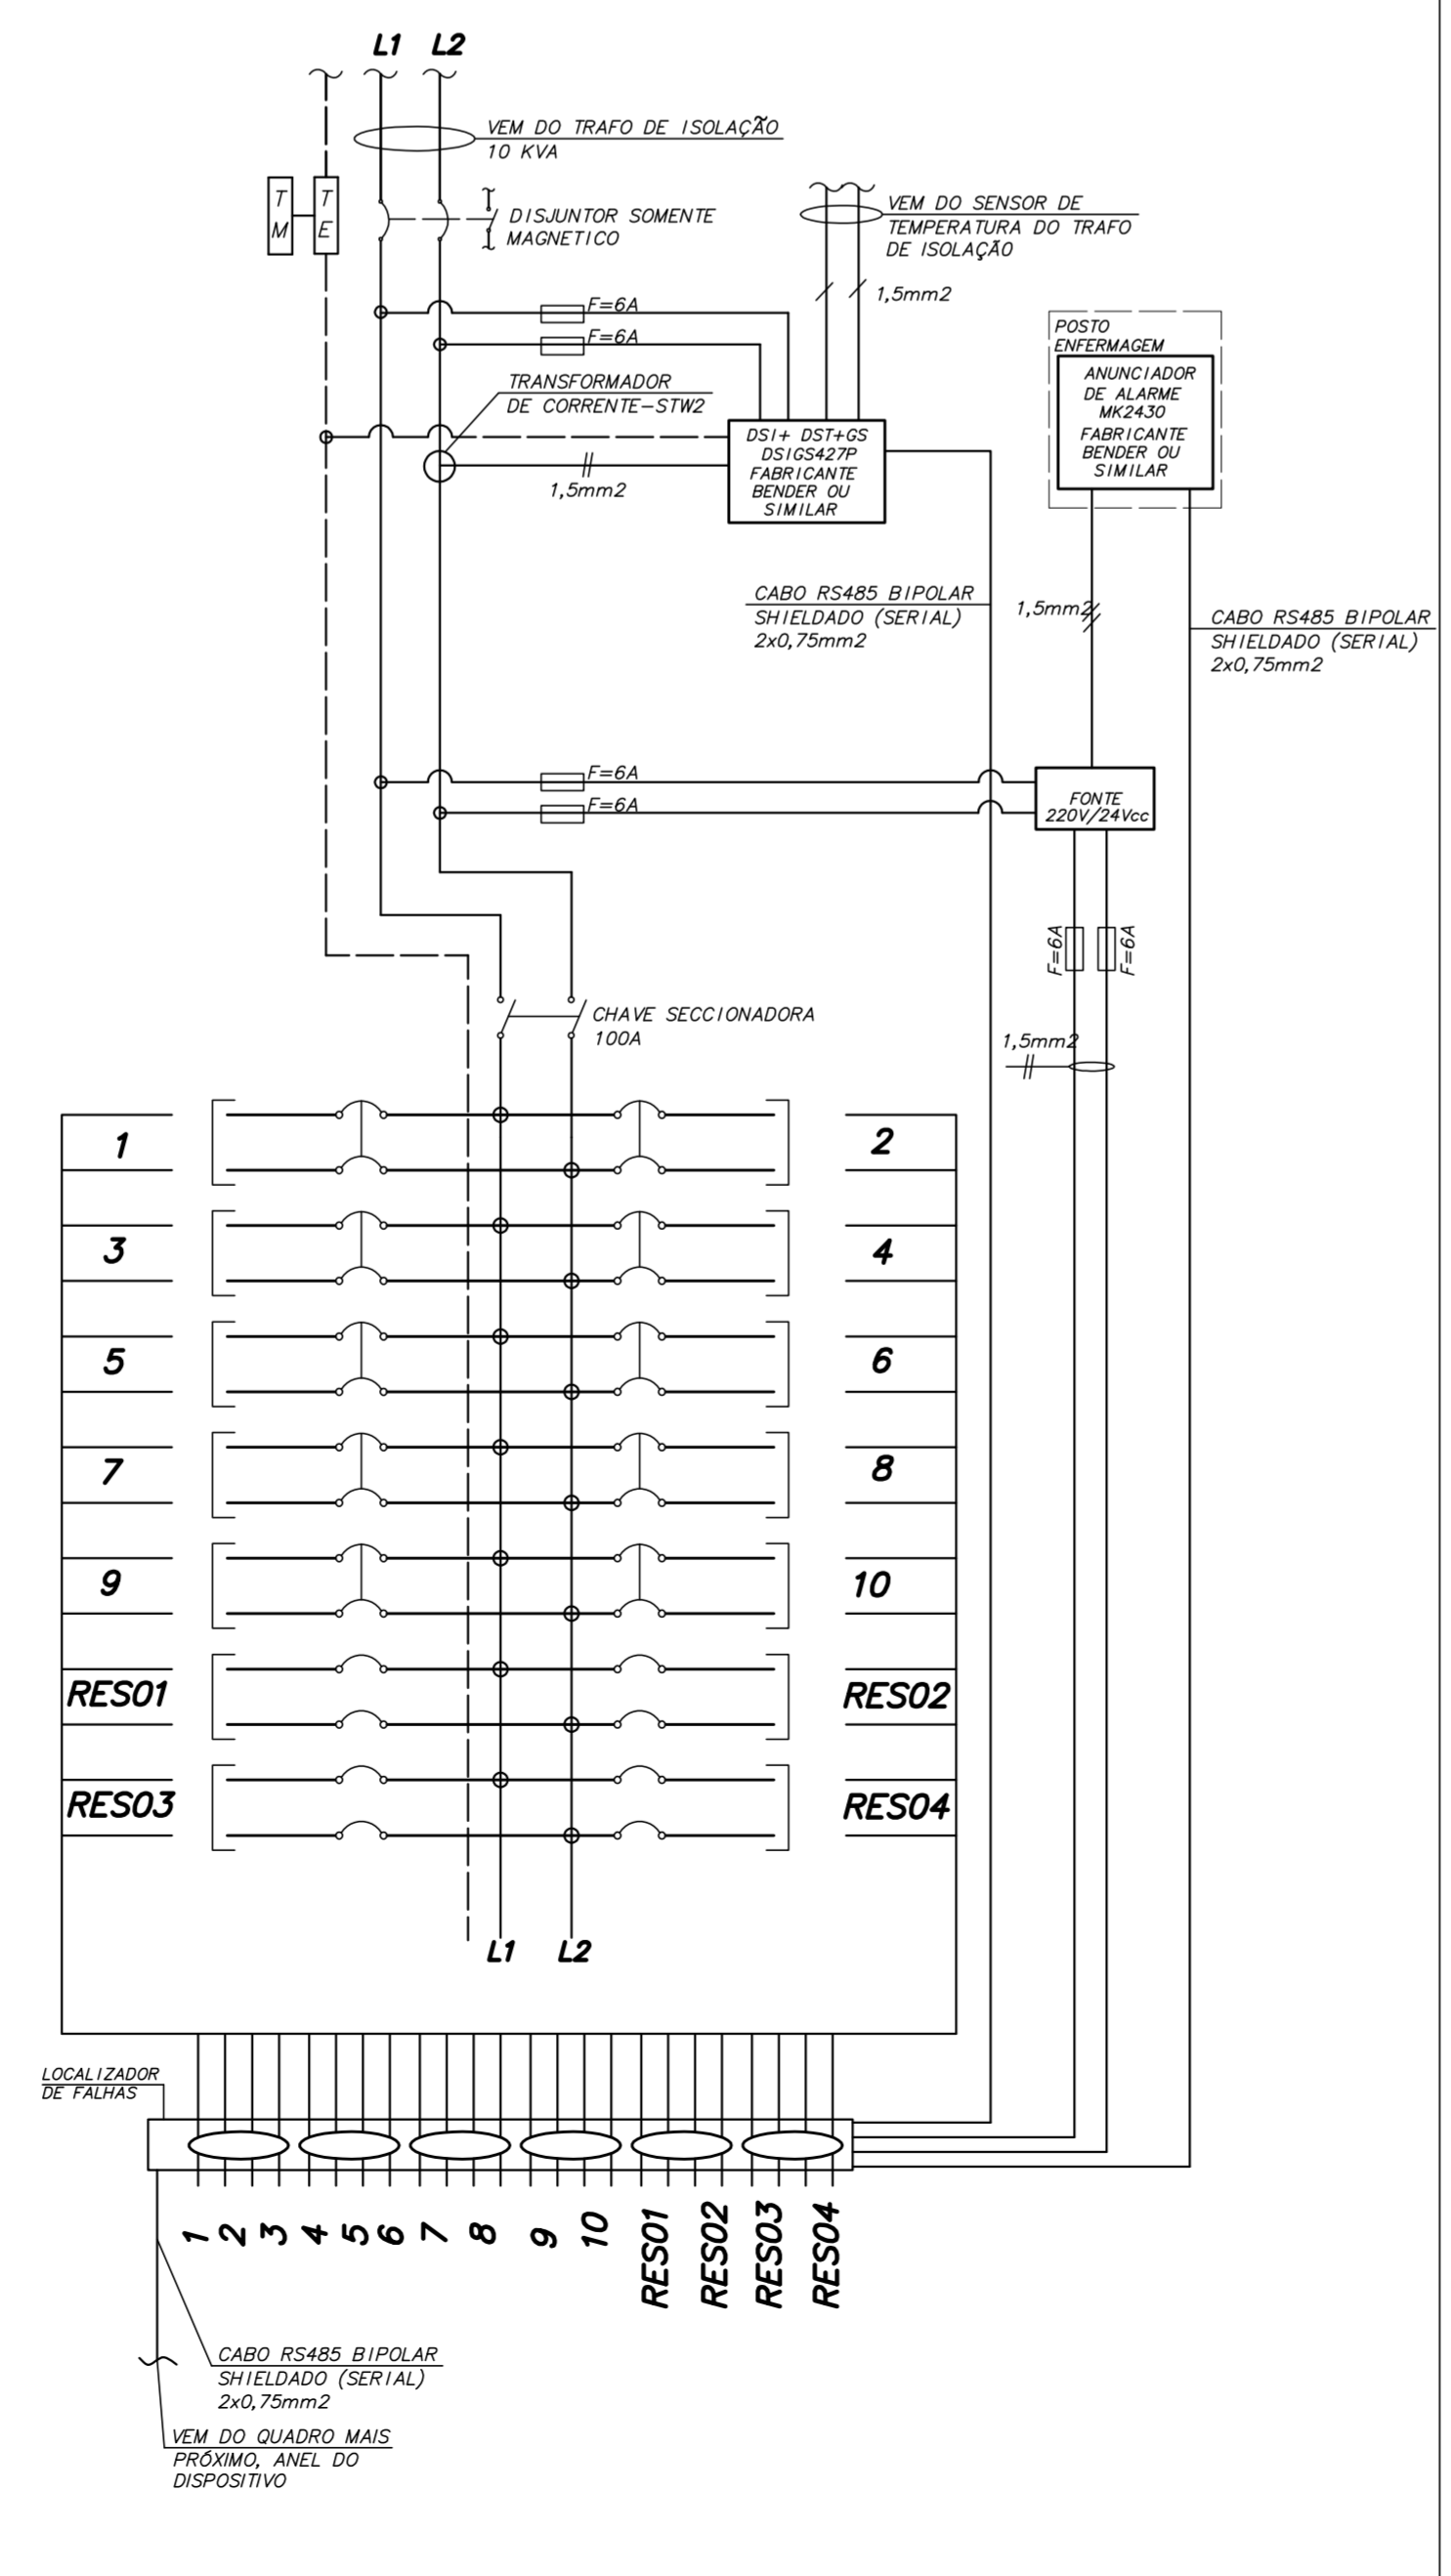 L1 L2
VEM DO TRAFO DE ISOLAÇÃO
10 KVA
T
M
T
E
DISJUNTOR SOMENTE
MAGNETICO
VEM DO SENSOR DE
TEMPERATURA DO TRAFO
DE ISOLAÇÃO
1,5mm2
F=6A
F=6A
TRANSFORMADOR
DE CORRENTE-STW2
1,5mm2
DSI+ DST+GS
DSIGS427P
FABRICANTE
BENDER OU
SIMILAR
POSTO
ENFERMAGEM
ANUNCIADOR
DE ALARME
MK2430
FABRICANTE
BENDER OU
SIMILAR
CABO RS485 BIPOLAR
SHIELDADO (SERIAL)
2x0,75mm2
1,5mm2
CABO RS485 BIPOLAR
SHIELDADO (SERIAL)
2x0,75mm2
F=6A
F=6A
FONTE
220V/24Vcc
F=6A
F=6A
CHAVE SECCIONADORA
100A
1,5mm2
1
2
3
4
5
6
7
8
9
10
RES01
RES02
RES03
RES04
L1 L2
LOCALIZADOR
DE FALHAS
1
2
3
4
5
6
7
8
9
10
RES01
RES02
RES03
RES04
CABO RS485 BIPOLAR
SHIELDADO (SERIAL)
2x0,75mm2
VEM DO QUADRO MAIS
PRÓXIMO, ANEL DO
DISPOSITIVO